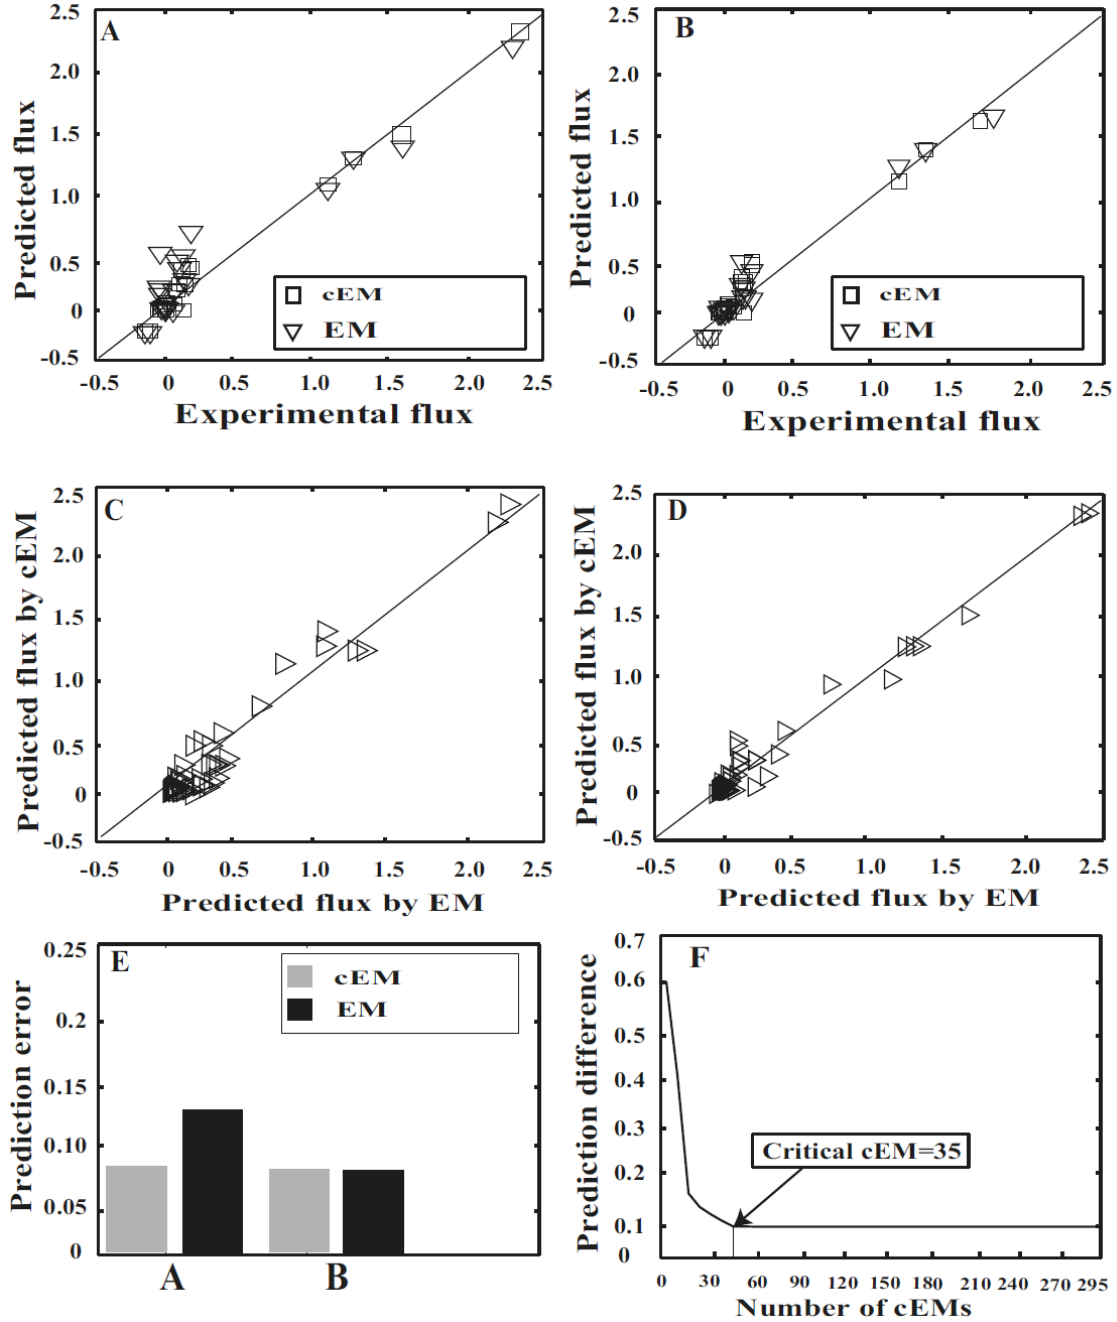 A
2.5
2.0
1.5
1.0
0.5
0
-0.5
Predicted flux
cEM
EM
-0.5 0 0.5 1.0 1.5 2.0 2.5
Experimental flux
B
2.5
2.0
1.5
1.0
0.5
0
-0.5
Predicted flux
cEM
EM
-0.5 0 0.5 1.0 1.5 2.0 2.5
Experimental flux
C
2.5
2.0
1.5
1.0
0.5
0
-0.5
Predicted flux by cEM
-0.5 0 0.5 1.0 1.5 2.0 2.5
Predicted flux by EM
D
2.5
2.0
1.5
1.0
0.5
0
-0.5
Predicted flux by cEM
-0.5 0 0.5 1.0 1.5 2.0 2.5
Predicted flux by EM
E
0.25
0.2
0.15
0.10
0.05
0
Prediction error
cEM
EM
A B
F
0.7
0.6
0.5
0.4
0.3
0.2
0.1
0
Prediction difference
Critical cEM=35
0 30 60 90 120 150 180 210 240 270 295
Number of cEMs